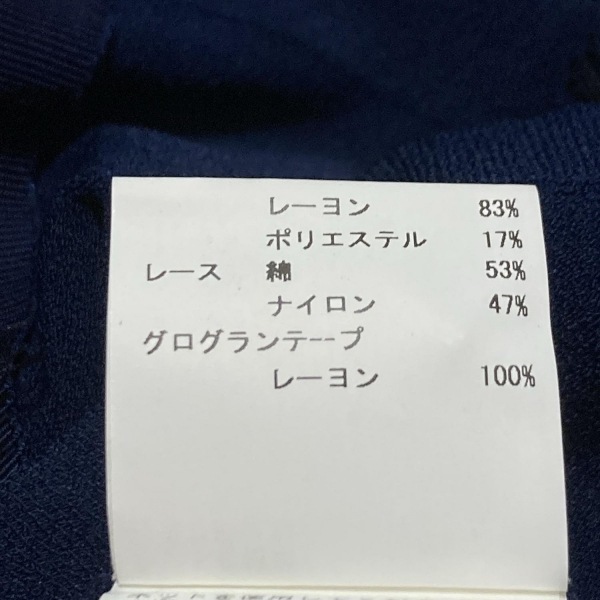 レーヨン 83%
ポリエステル 17%
レース 綿 53%
ナイロン 47%
グログランテープ
レーヨン 100%